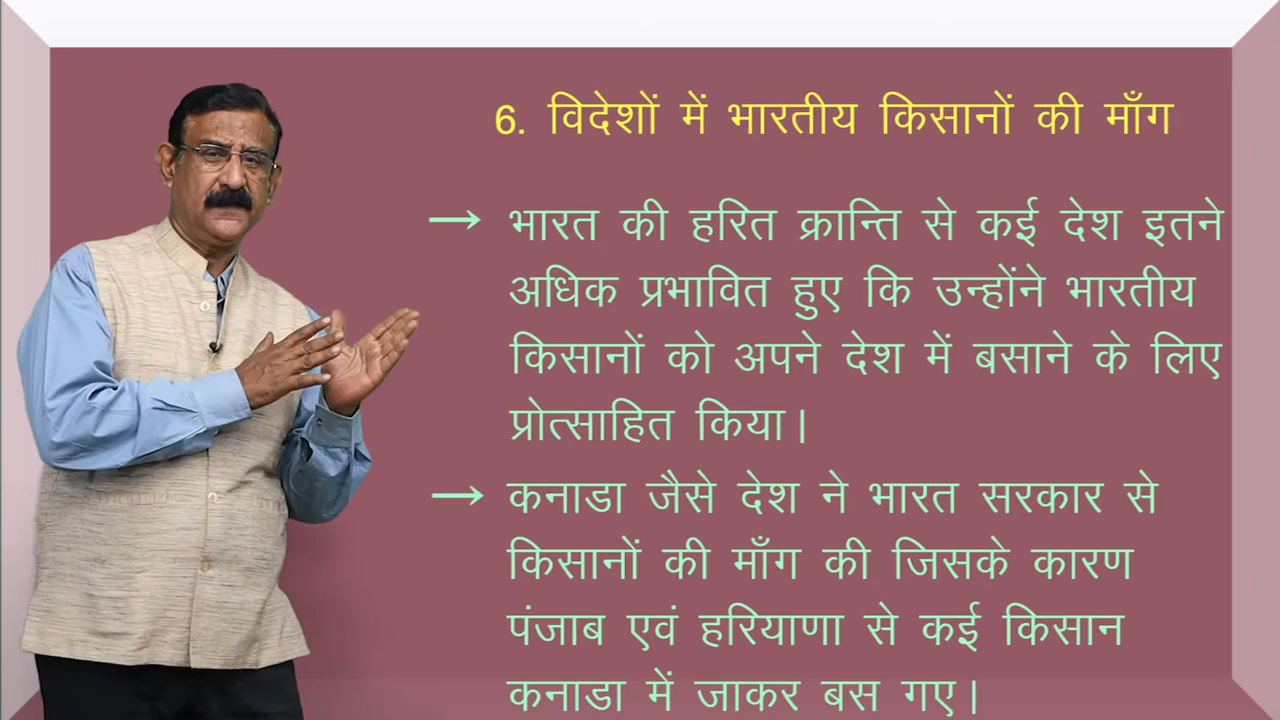 6. विदेशों में भारतीय किसानों की माँग
→ भारत की हरित क्रान्ति से कई देश इतने
अधिक प्रभावित हुए कि उन्होंने भारतीय
किसानों को अपने देश में बसाने के लिए
प्रोत्साहित किया।
→ कनाडा जैसे देश ने भारत सरकार से
किसानों की माँग की जिसके कारण
पंजाब एवं हरियाणा से कई किसान
कनाडा में जाकर बस गए।